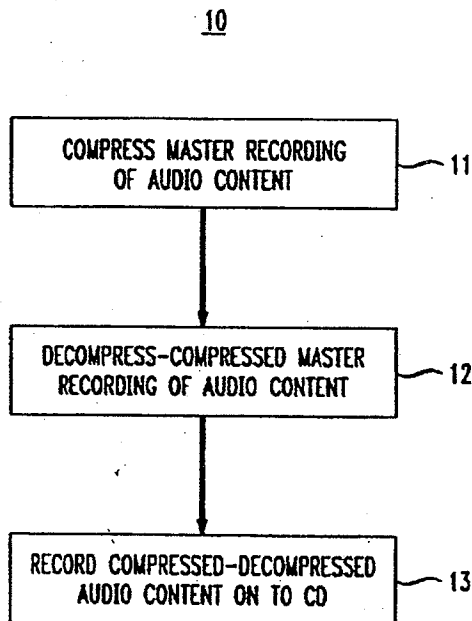 10
COMPRESS MASTER RECORDING
OF AUDIO CONTENT
11
DECOMPRESS-COMPRESSED MASTER
RECORDING OF AUDIO CONTENT
12
RECORD COMPRESSED-DECOMPRESSED
AUDIO CONTENT ON TO CD
13